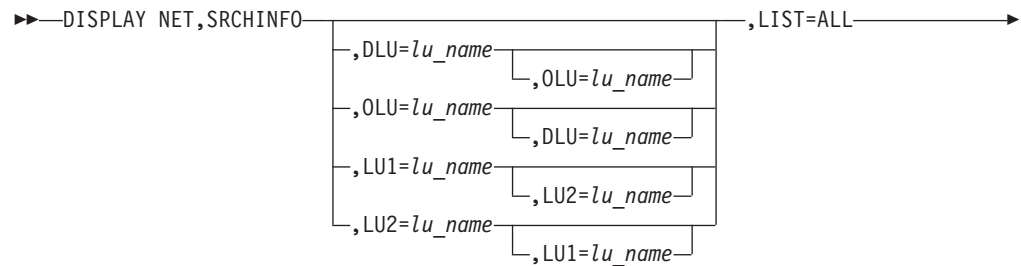 DISPLAY NET,SRCHINFO ,LIST=ALL
,DLU=lu_name
,OLU=lu_name
,OLU=lu_name
,DLU=lu_name
,LU1=lu_name
,LU2=lu_name
,LU2=lu_name
,LU1=lu_name